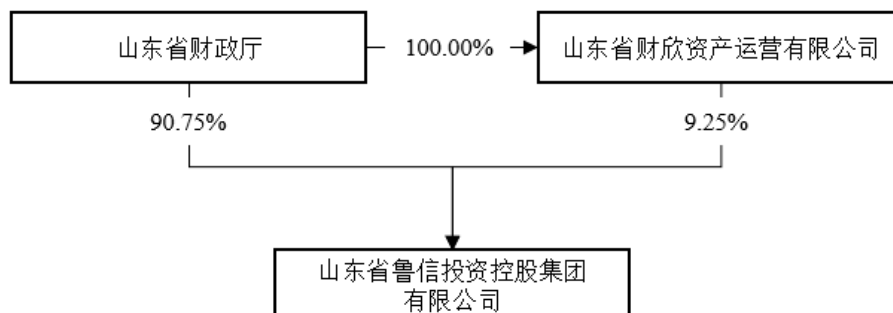 山东省财政厅
100.00%
山东省财欣资产运营有限公司
90.75%
9.25%
山东省鲁信投资控股集团
有限公司